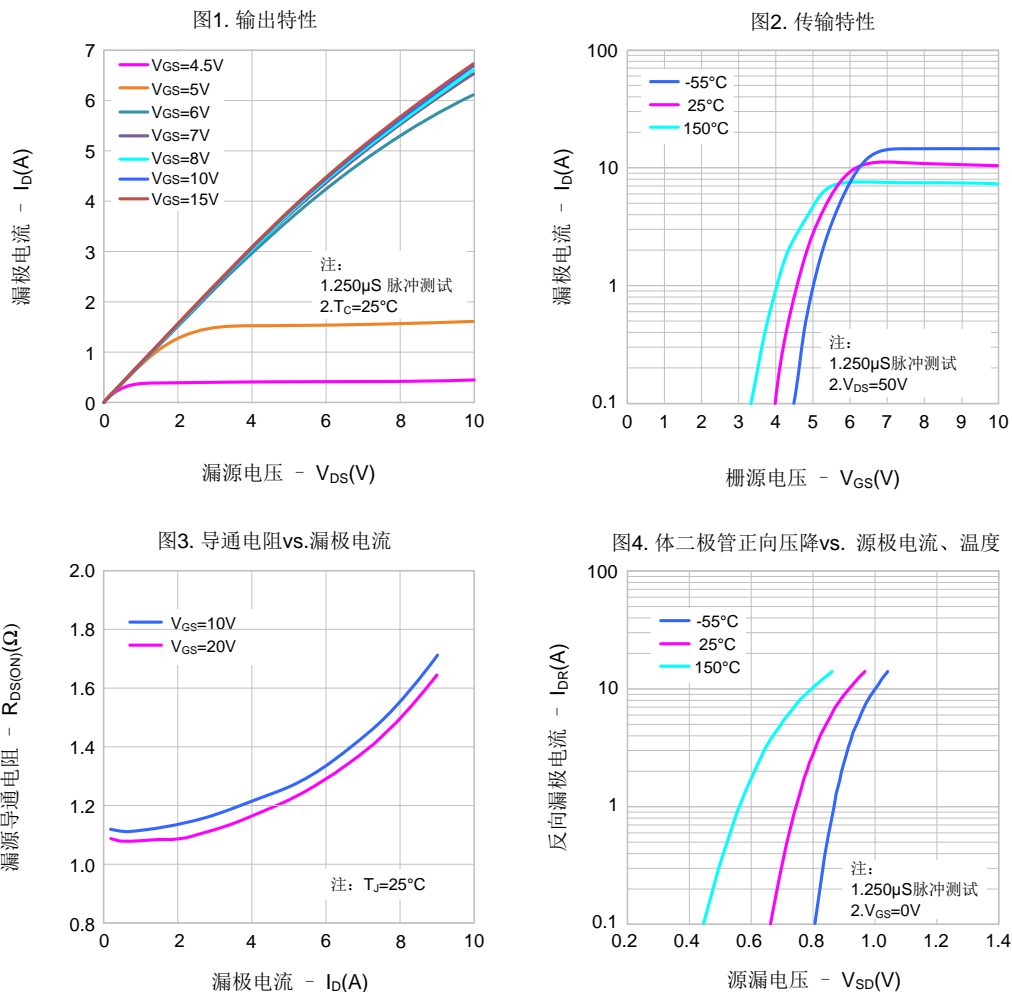 图1. 输出特性
漏极电流 - ID(A)
7
6
5
4
3
2
1
0
VGS=4.5V
VGS=5V
VGS=6V
VGS=7V
VGS=8V
VGS=10V
VGS=15V
注:
1.250μS 脉冲测试
2.TC=25°C
0 2 4 6 8 10
漏源电压 - VDS(V)
图2. 传输特性
漏极电流 - ID(A)
100
10
1
0.1
-55°C
25°C
150°C
注:
1.250μS脉冲测试
2.VDS=50V
0 1 2 3 4 5 6 7 8 9 10
栅源电压 - VGS(V)
图3. 导通电阻vs.漏极电流
漏源导通电阻 - RDS(ON)(Ω)
2.0
1.8
1.6
1.4
1.2
1.0
0.8
VGS=10V
VGS=20V
注: TJ=25°C
0 2 4 6 8 10
漏极电流 - ID(A)
图4. 体二极管正向压降vs. 源极电流、温度
反向漏极电流 - IDR(A)
100
10
1
0.1
-55°C
25°C
150°C
注:
1.250μS脉冲测试
2.VGS=0V
0.2 0.4 0.6 0.8 1.0 1.2 1.4
源漏电压 - VSD(V)